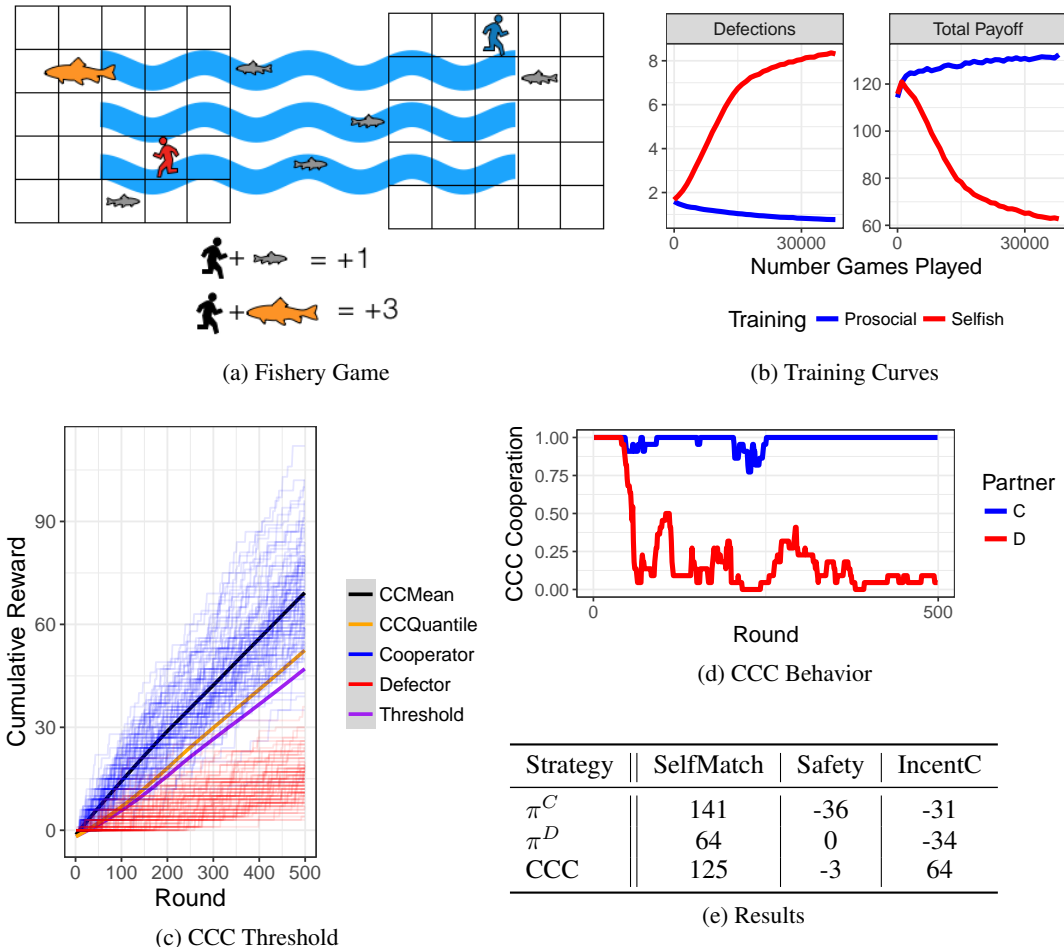 + = +1
+ = +3
(a) Fishery Game
Defections
Total Payoff
8
6
4
2
0
30000
120
100
80
60
0
30000
Number Games Played
Training Prosocial Selfish
(b) Training Curves
Cumulative Reward
90
60
30
0
0 100 200 300 400 500
Round
CCMean
CCQuantile
Cooperator
Defector
Threshold
(c) CCC Threshold
CCC Cooperation
1.00
0.75
0.50
0.25
0.00
0
500
Round
Partner
C
D
(d) CCC Behavior
Strategy SelfMatch Safety IncentC
π^C 141 -36 -31
π^D 64 0 -34
CCC 125 -3 64
(e) Results